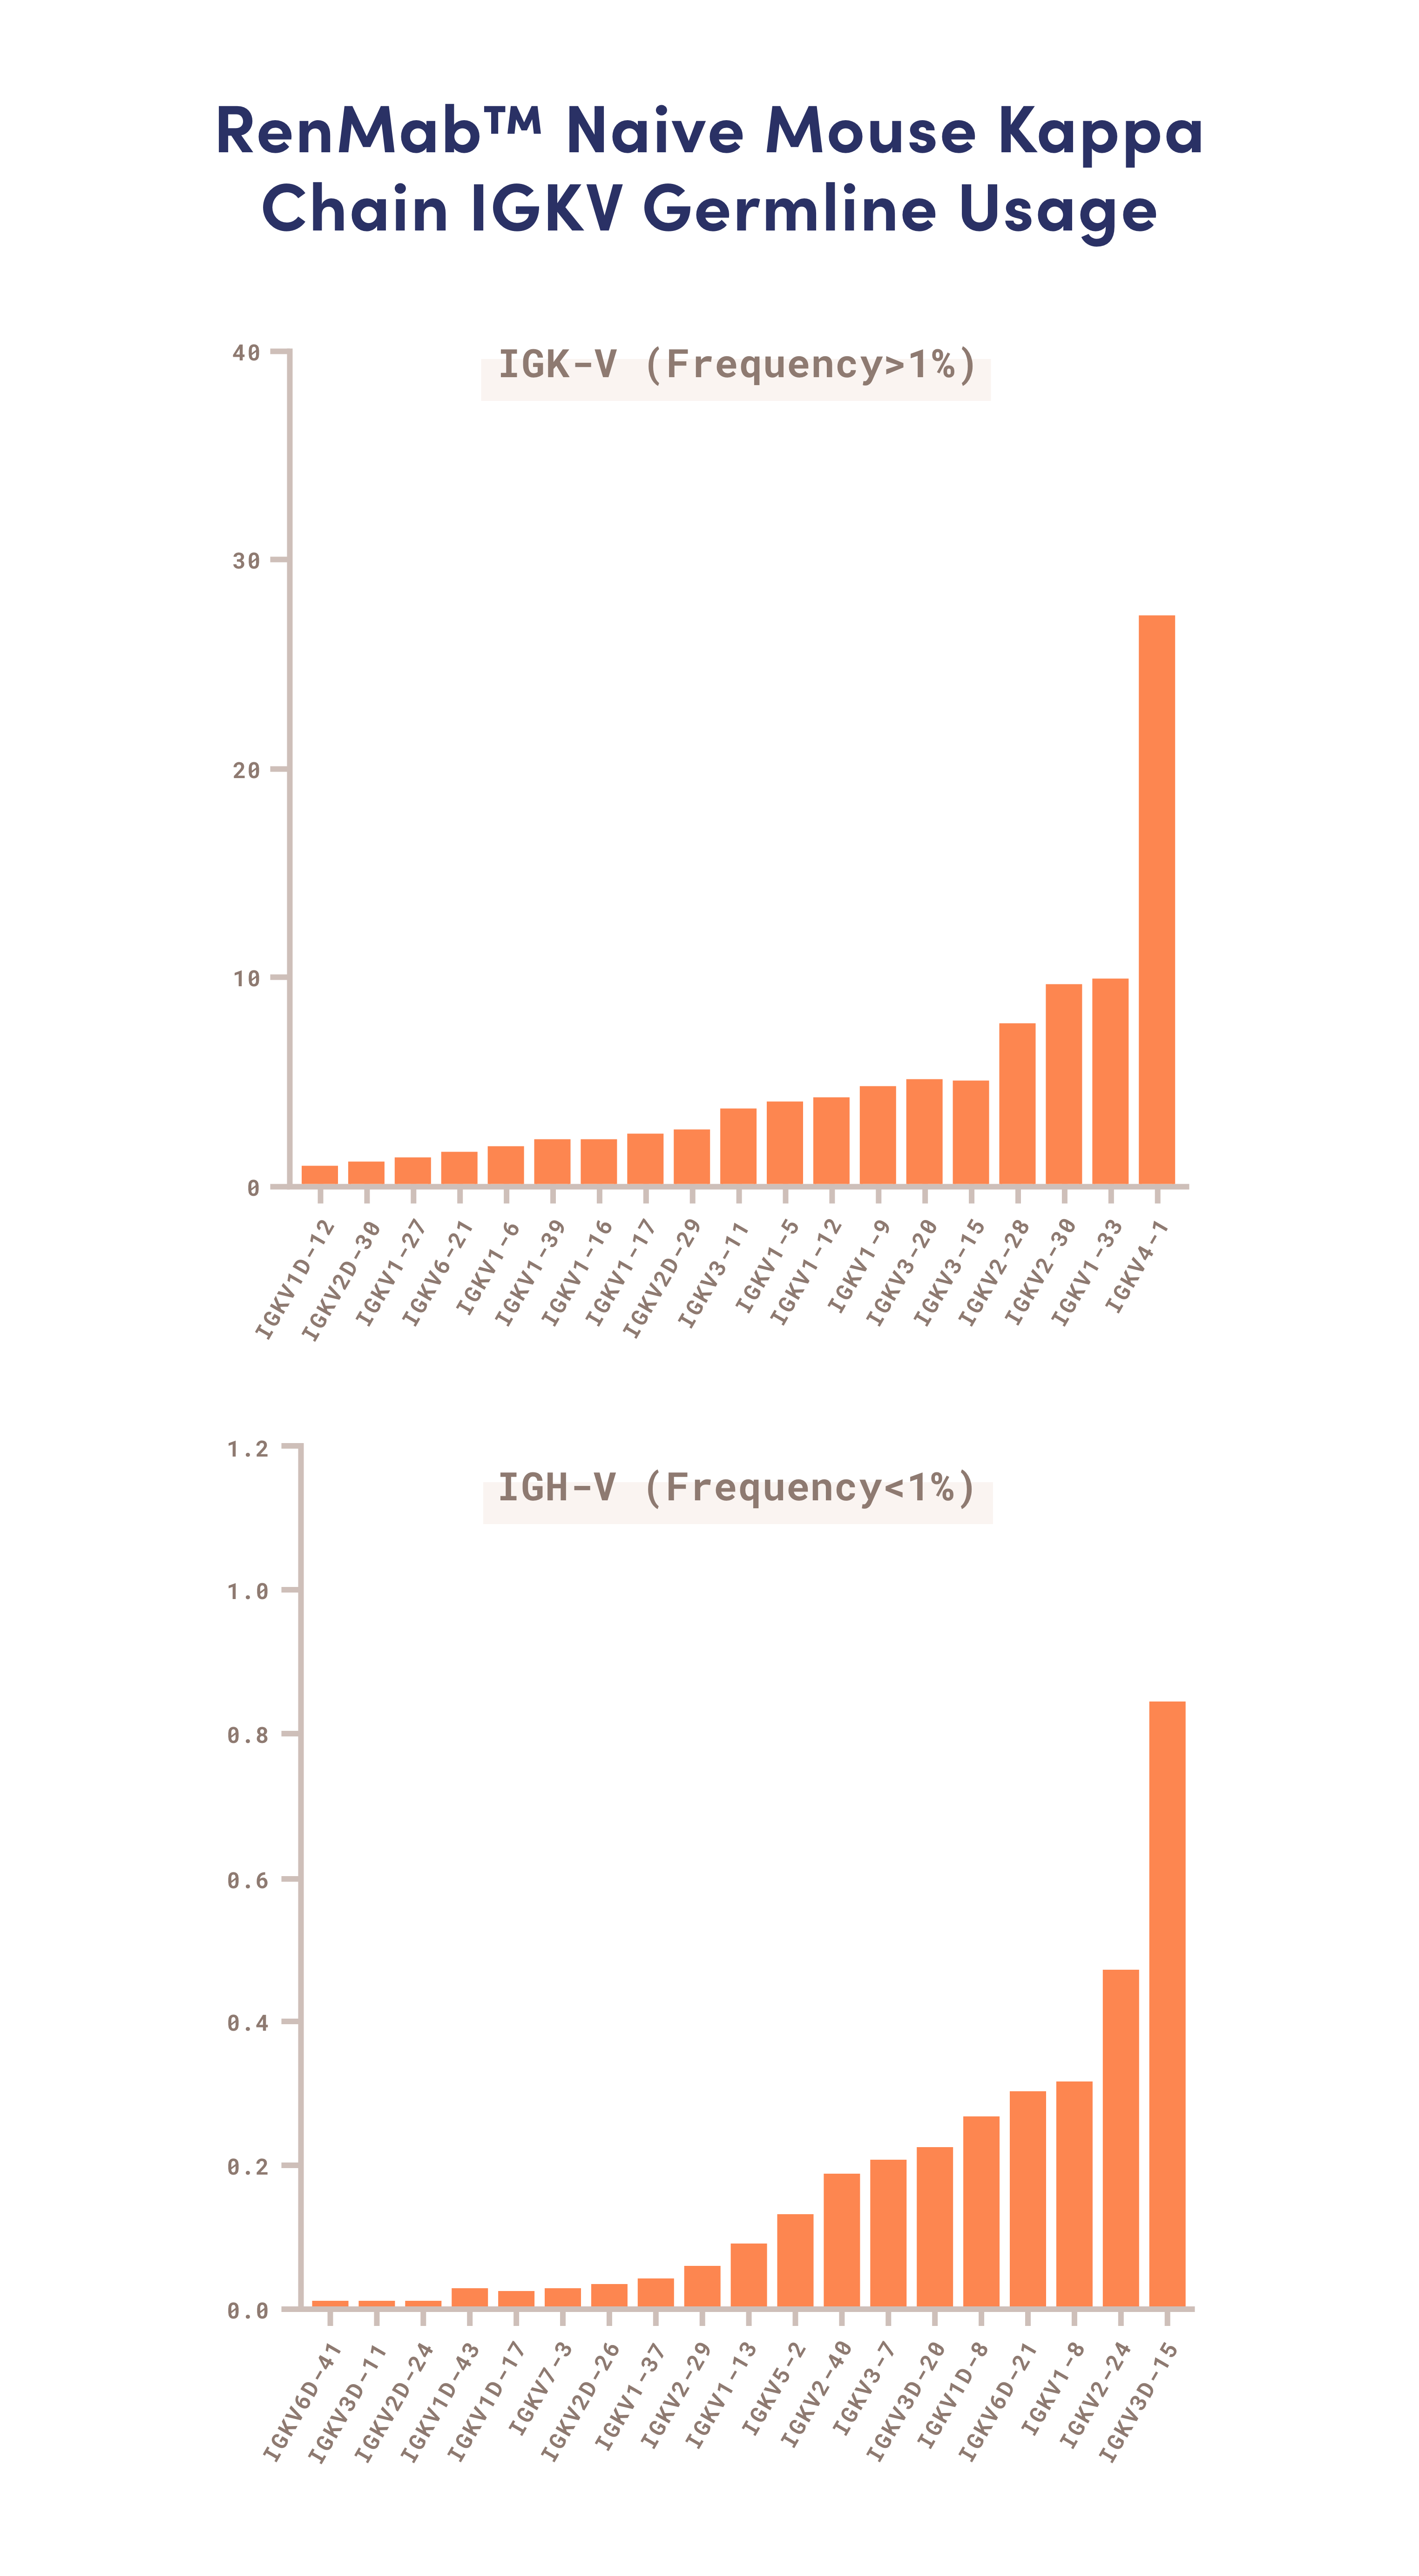 RenMab™ Naive Mouse Kappa
Chain IGKV Germline Usage
IGK-V (Frequency>1%)
40
30
20
10
0
IGKV1D-12
IGKV2D-30
IGKV1-27
IGKV6-21
IGKV1-6
IGKV1-39
IGKV1-16
IGKV1-17
IGKV2D-29
IGKV3-11
IGKV1-5
IGKV1-12
IGKV1-9
IGKV3-20
IGKV3-15
IGKV2-28
IGKV2-30
IGKV1-33
IGKV4-1
IGH-V (Frequency<1%)
1.2
1.0
0.8
0.6
0.4
0.2
0.0
IGKV6D-41
IGKV3D-11
IGKV2D-24
IGKV1D-43
IGKV1D-17
IGKV7-3
IGKV2D-26
IGKV1-37
IGKV2-29
IGKV1-13
IGKV5-2
IGKV2-40
IGKV3-7
IGKV3D-20
IGKV1D-8
IGKV6D-21
IGKV1-8
IGKV2-24
IGKV3D-15